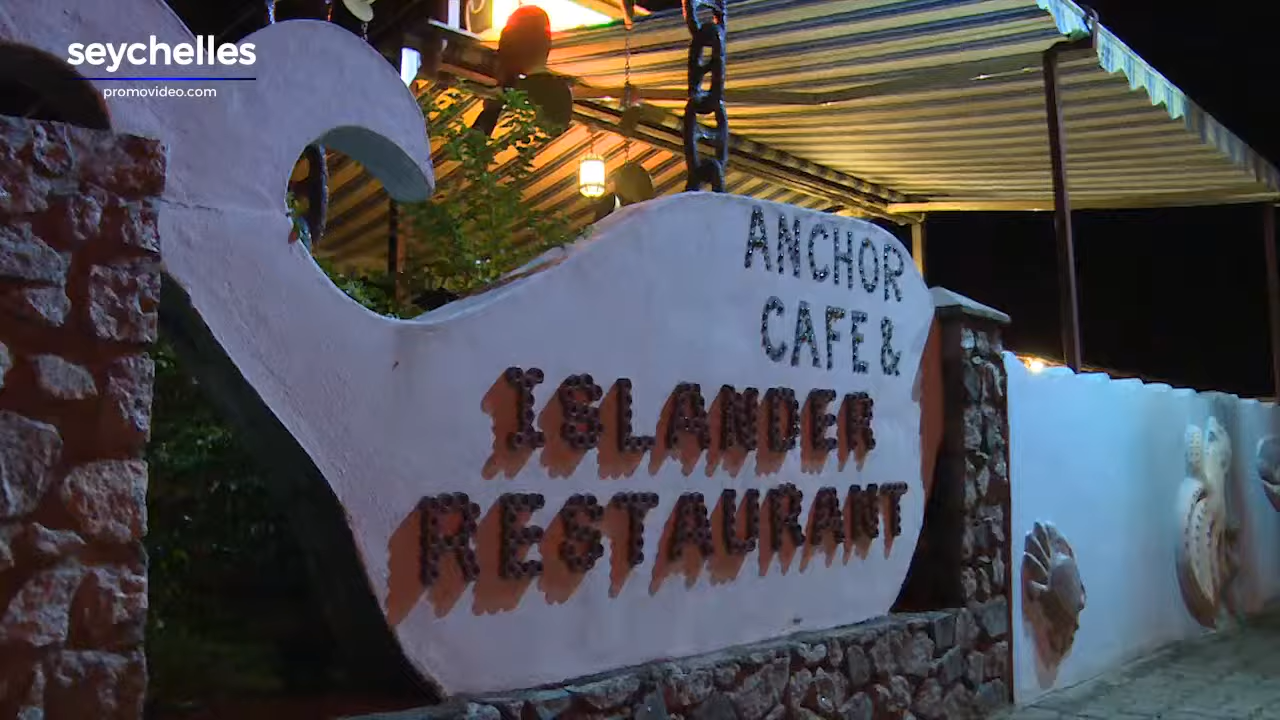 seychelles
promovideo.com
ANCHOR
CAFE &
ISLANDER
RESTAURANT